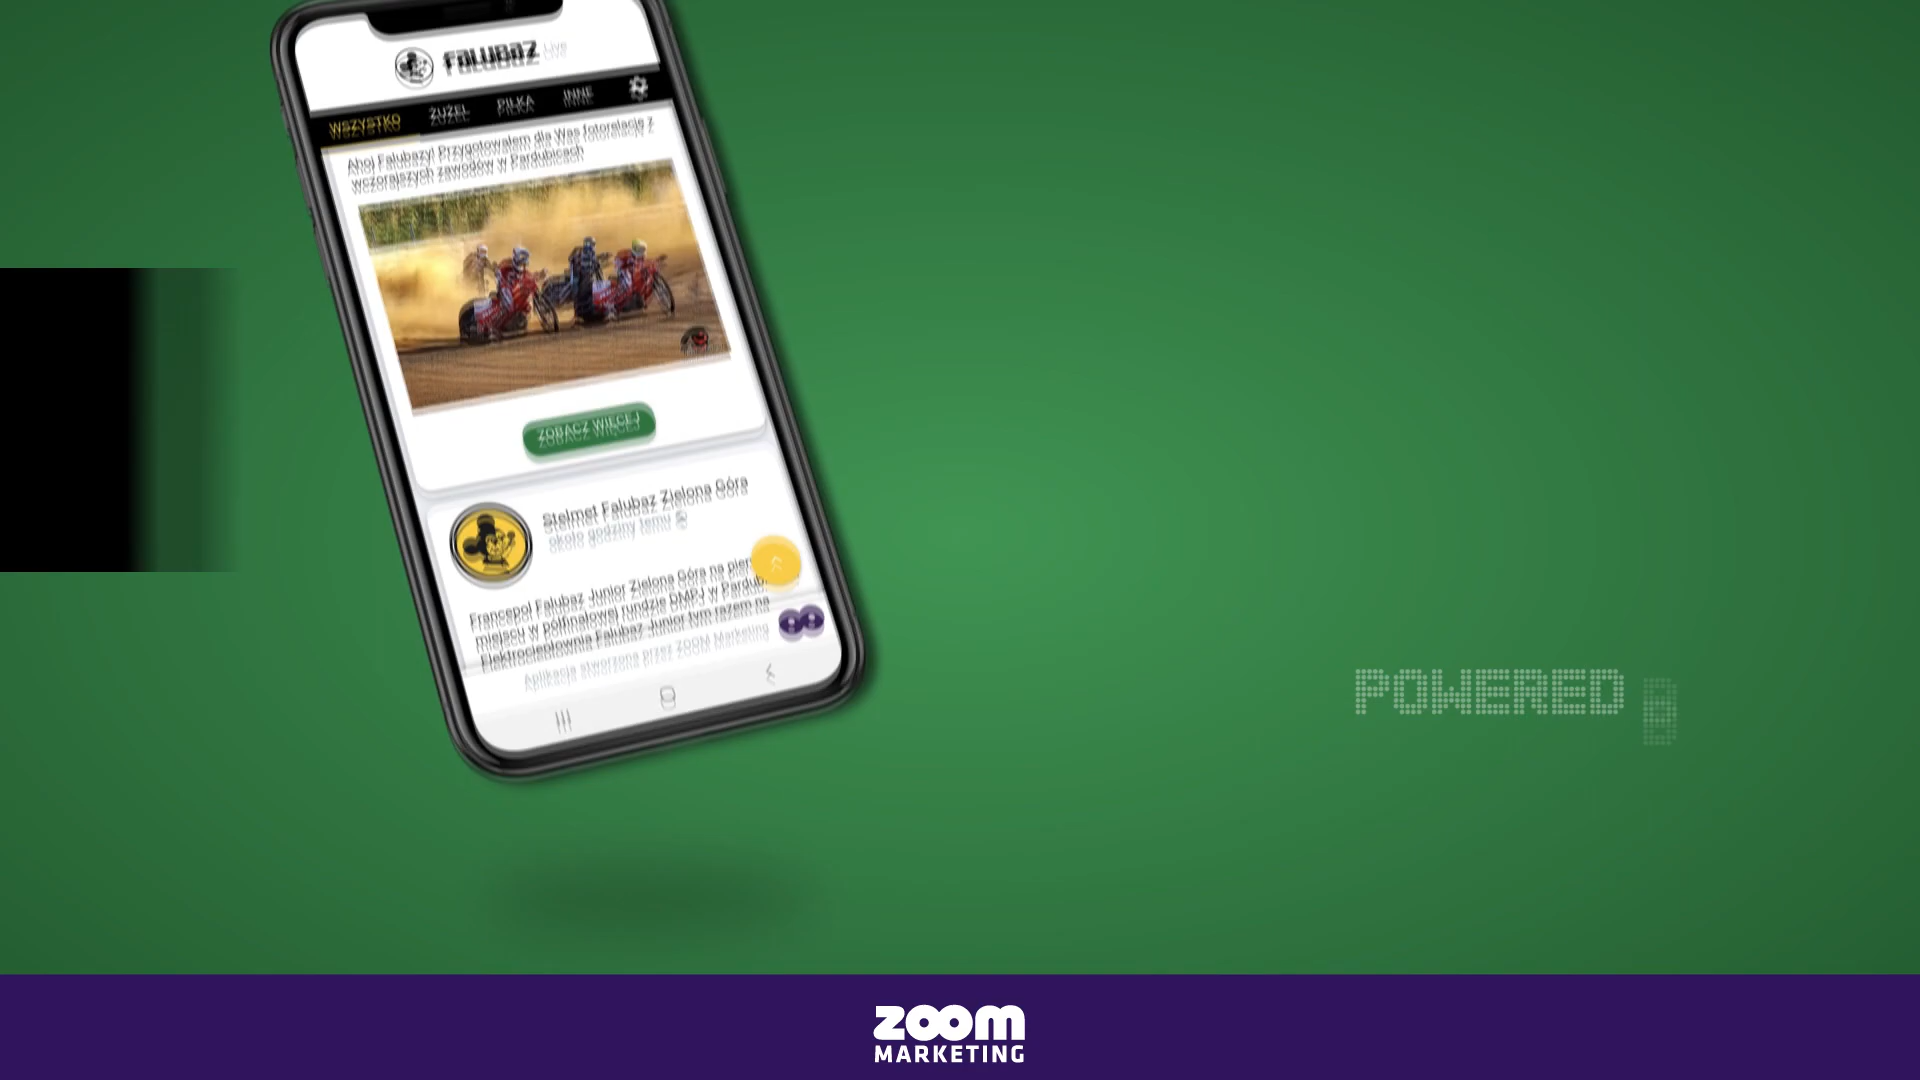 FALUBAZ Live
WSZYSTKO ŻUŻEL PIŁKA INNE
Ahoj Falubazy! Przygotowałem dla Was fotorelację z
wczorajszych zawodów w Pardubicach
ZOBACZ WIĘCEJ
Stelmet Falubaz Zielona Góra
około godziny temu
Francepol Falubaz Junior Zielona Góra na pier
miejscu w półfinałowej rundzie DMPJ w Pardub
Elektrociepłownia Falubaz Junior tym razem na
Aplikacja stworzona przez ZOOM Marketing
POWERED
ZOOM
MARKETING